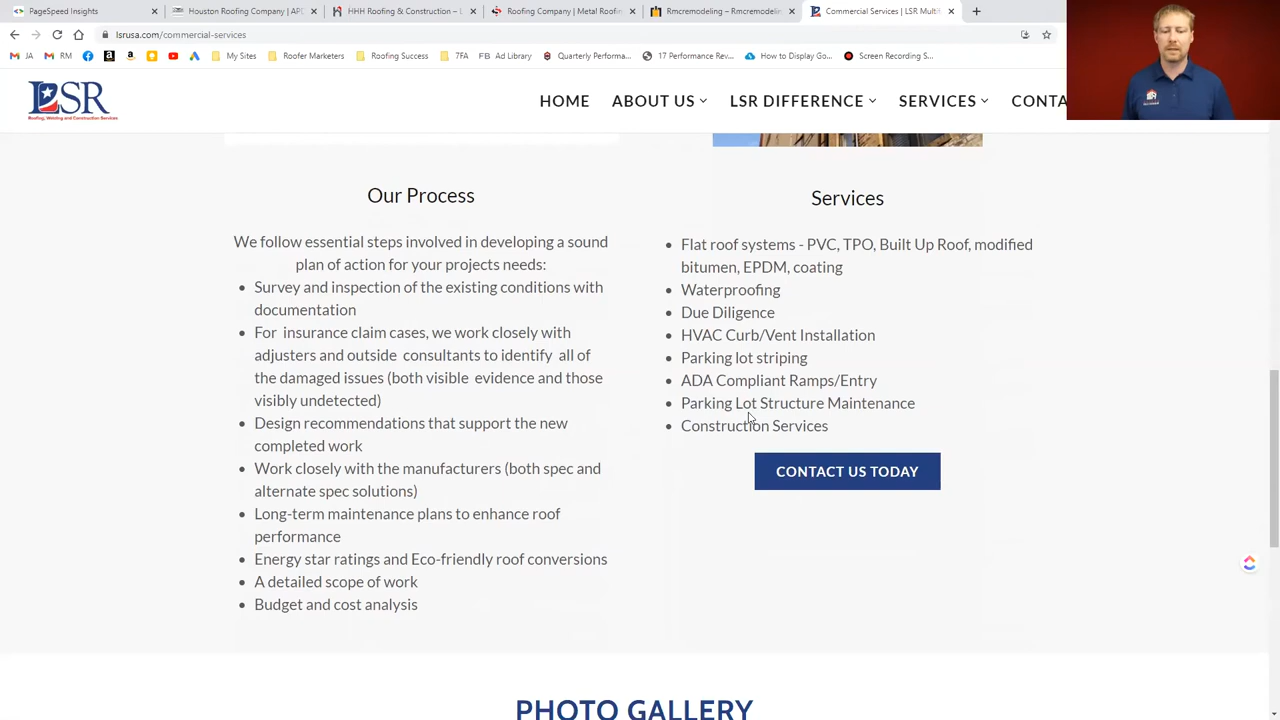 PageSpeed Insights
Houston Roofing Company | APC
HHH Roofing & Construction – L
Roofing Company | Metal Roofin
Rmcremodeling – Rmcremodelin
Commercial Services | LSR Multi
lsrusa.com/commercial-services
JA
RM
My Sites
Roofer Marketers
Roofing Success
7FA
FB Ad Library
Quarterly Performa...
17 Performance Rev...
How to Display Go...
Screen Recording S...
LSR
Roofing, Welding and Construction Services
HOME
ABOUT US
LSR DIFFERENCE
SERVICES
CONTA
Our Process
We follow essential steps involved in developing a sound
plan of action for your projects needs:
Survey and inspection of the existing conditions with
documentation
For insurance claim cases, we work closely with
adjusters and outside consultants to identify all of
the damaged issues (both visible evidence and those
visibly undetected)
Design recommendations that support the new
completed work
Work closely with the manufacturers (both spec and
alternate spec solutions)
Long-term maintenance plans to enhance roof
performance
Energy star ratings and Eco-friendly roof conversions
A detailed scope of work
Budget and cost analysis
Services
Flat roof systems - PVC, TPO, Built Up Roof, modified
bitumen, EPDM, coating
Waterproofing
Due Diligence
HVAC Curb/Vent Installation
Parking lot striping
ADA Compliant Ramps/Entry
Parking Lot Structure Maintenance
Construction Services
CONTACT US TODAY
PHOTO GALLERY